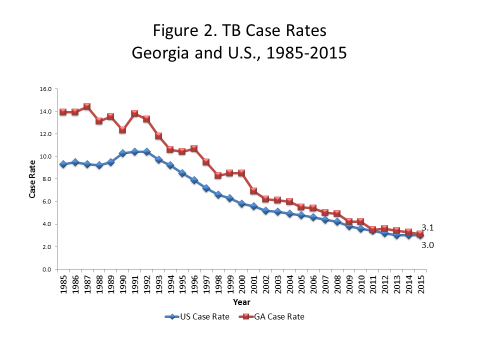 Figure 2. TB Case Rates
Georgia and U.S., 1985-2015
16.0
14.0
12.0
10.0
8.0
6.0
4.0
2.0
0.0
Case Rate
3.1
3.0
1985 1986 1987 1988 1989 1990 1991 1992 1993 1994 1995 1996 1997 1998 1999 2000 2001 2002 2003 2004 2005 2006 2007 2008 2009 2010 2011 2012 2013 2014 2015
Year
US Case Rate GA Case Rate